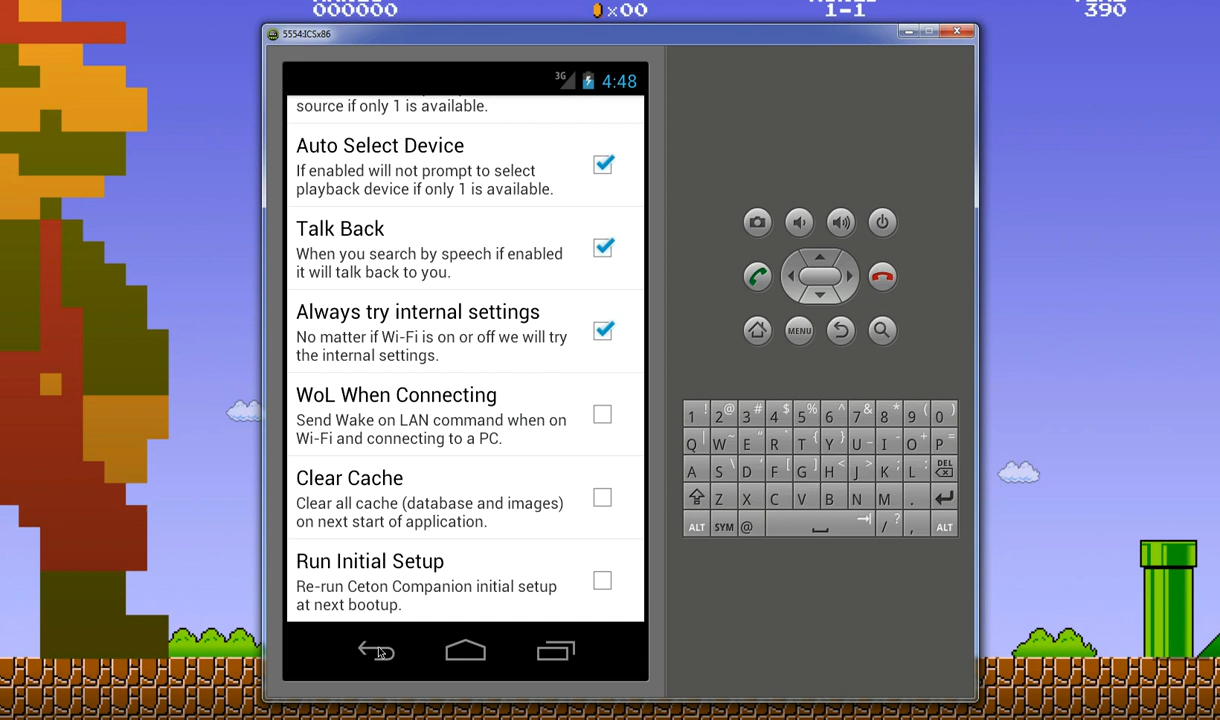 000000
×00
1-1
390
5554:ICSx86
3G
4:48
source if only 1 is available.
Auto Select Device
If enabled will not prompt to select
playback device if only 1 is available.
Talk Back
When you search by speech if enabled
it will talk back to you.
Always try internal settings
No matter if Wi-Fi is on or off we will try
the internal settings.
WoL When Connecting
Send Wake on LAN command when on
Wi-Fi and connecting to a PC.
Clear Cache
Clear all cache (database and images)
on next start of application.
Run Initial Setup
Re-run Ceton Companion initial setup
at next bootup.
MENU
1 ! 2 @ 3 # 4 $ 5 % 6 ^ 7 & 8 * 9 ( 0 )
Q | W ~ E " R ` T { Y } U _ I - O + P =
A S \ D ' F [ G ] H < J > K ; L : DEL
Z X C V B N M .
ALT SYM @ / ? , ALT